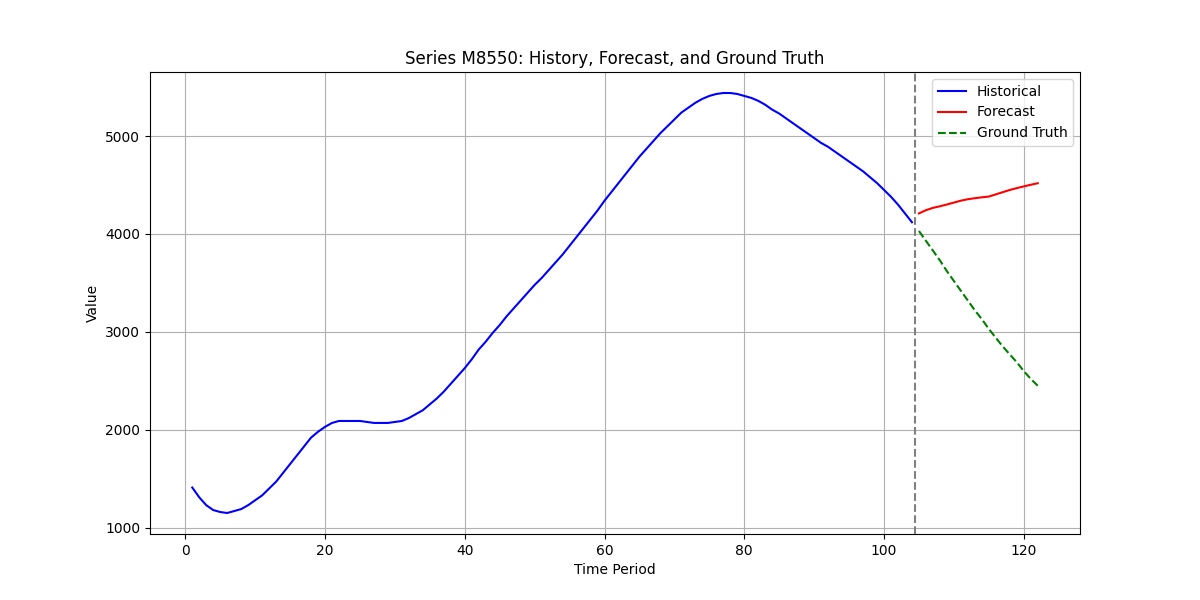 Series M8550: History, Forecast, and Ground Truth
Historical
Forecast
Ground Truth
Value
5000
4000
3000
2000
1000
0 20 40 60 80 100 120
Time Period